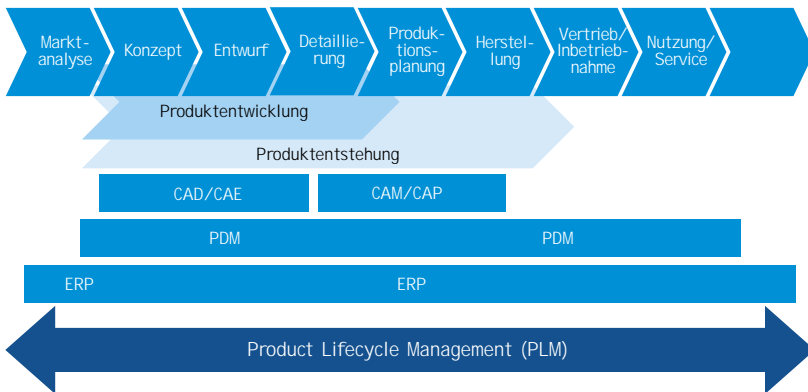 Markt-
analyse
Konzept
Entwurf
Detaillie-
rung
Produk-
tions-
planung
Herstel-
lung
Vertrieb/
Inbetrieb-
nahme
Nutzung/
Service
Produktentwicklung
Produktentstehung
CAD/CAE
CAM/CAP
PDM
PDM
ERP
ERP
Product Lifecycle Management (PLM)